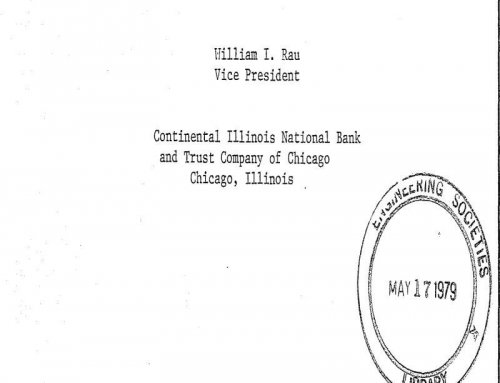 William I. Rau
Vice President
Continental Illinois National Bank
and Trust Company of Chicago
Chicago, Illinois
ENGINEERING SOCIETIES
MAY 17 1979
LIBRARY